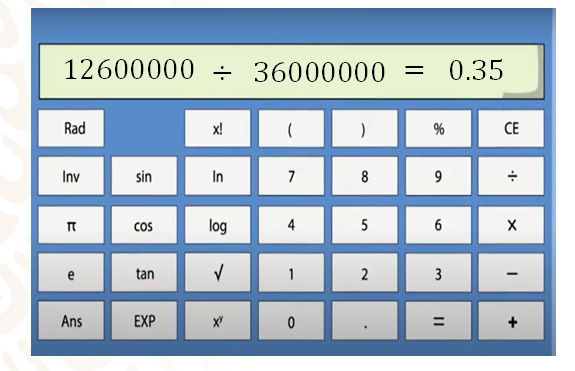 12600000 ÷ 36000000 = 0.35
Rad x! ( ) % CE
Inv sin ln 7 8 9 ÷
π cos log 4 5 6 X
e tan √ 1 2 3 −
Ans EXP xʸ 0 . = +